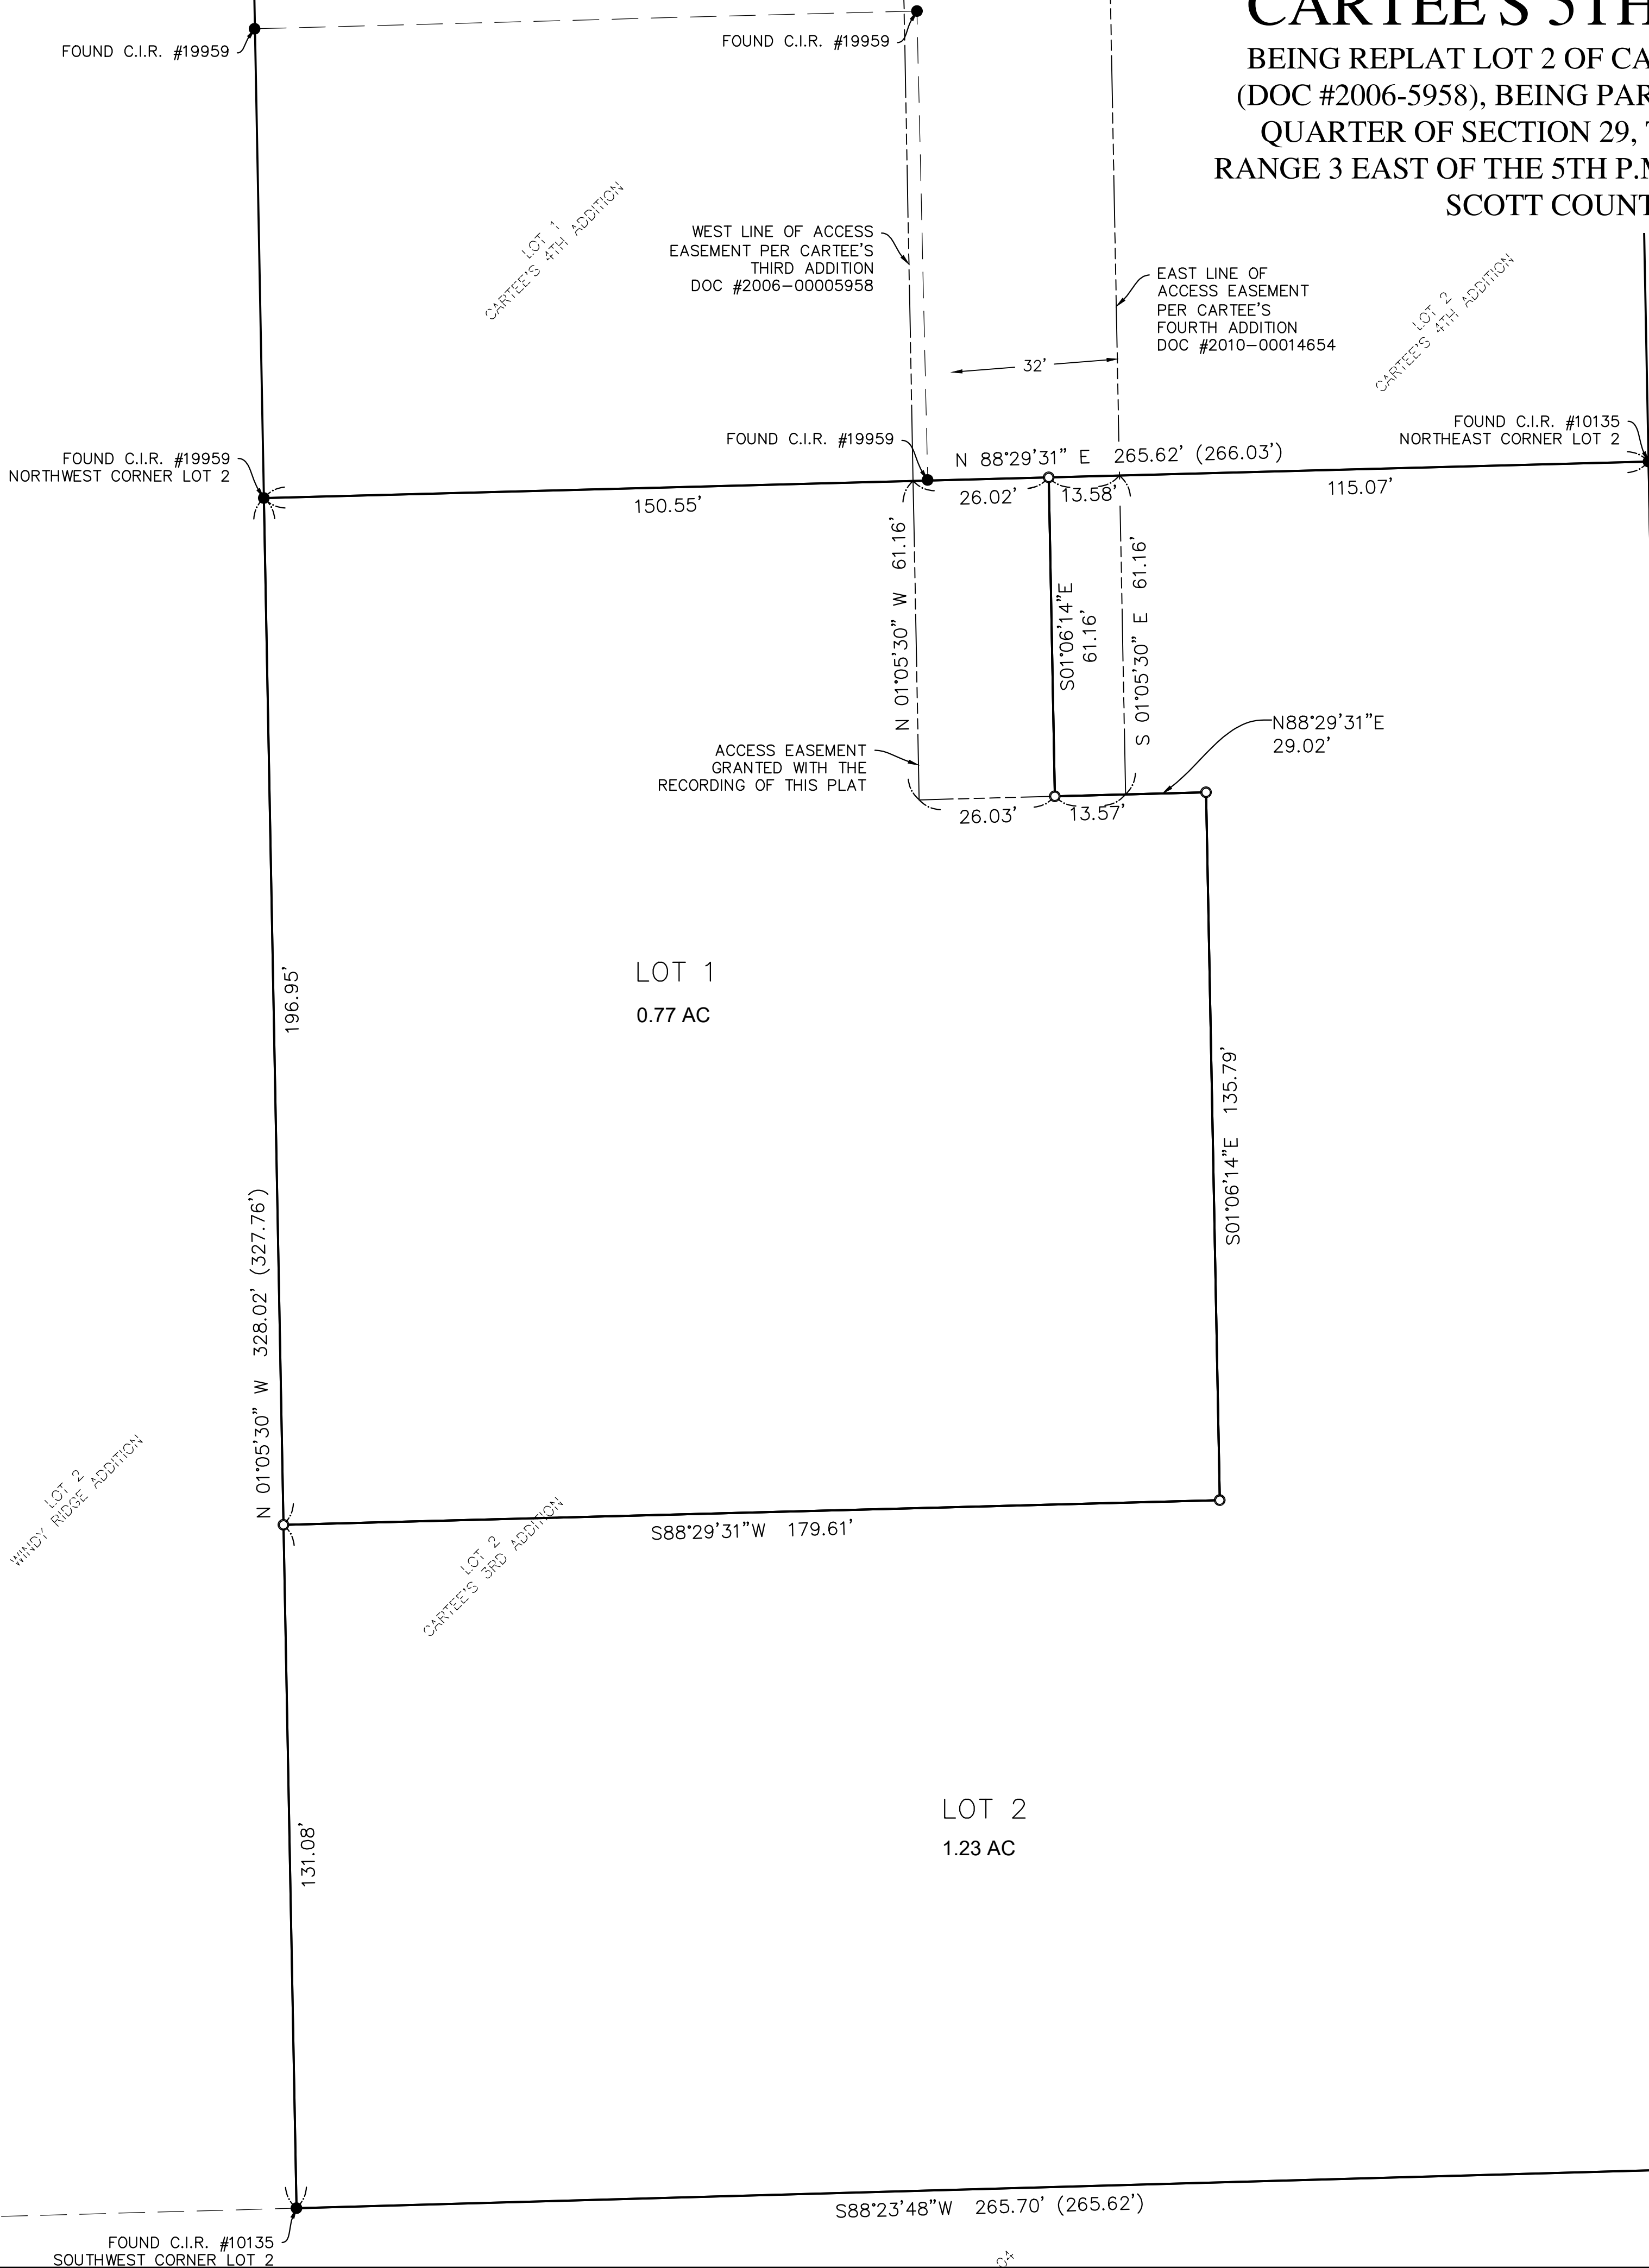 CARTEE'S 5TH
BEING REPLAT LOT 2 OF CA
(DOC #2006-5958), BEING PAR
QUARTER OF SECTION 29,
RANGE 3 EAST OF THE 5TH P.M
SCOTT COUNT
FOUND C.I.R. #19959
FOUND C.I.R. #19959
LOT 1
CARTEE'S 4TH ADDITION
WEST LINE OF ACCESS
EASEMENT PER CARTEE'S
THIRD ADDITION
DOC #2006-00005958
EAST LINE OF
ACCESS EASEMENT
PER CARTEE'S
FOURTH ADDITION
DOC #2010-00014654
LOT 2
CARTEE'S 4TH ADDITION
32'
FOUND C.I.R. #19959
NORTHWEST CORNER LOT 2
FOUND C.I.R. #19959
FOUND C.I.R. #10135
NORTHEAST CORNER LOT 2
N 88°29'31" E 265.62' (266.03')
150.55'
26.02'
13.58'
115.07'
N 01°05'30" W 61.16'
S01°06'14"E
61.16'
S 01°05'30" E 61.16'
N88°29'31"E
29.02'
ACCESS EASEMENT
GRANTED WITH THE
RECORDING OF THIS PLAT
26.03'
13.57'
LOT 1
0.77 AC
196.95'
S01°06'14"E 135.79'
N 01°05'30" W 328.02' (327.76')
LOT 2
WINDY RIDGE ADDITION
S88°29'31"W 179.61'
LOT 2
CARTEE'S 3RD ADDITION
LOT 2
1.23 AC
131.08'
S88°23'48"W 265.70' (265.62')
FOUND C.I.R. #10135
SOUTHWEST CORNER LOT 2